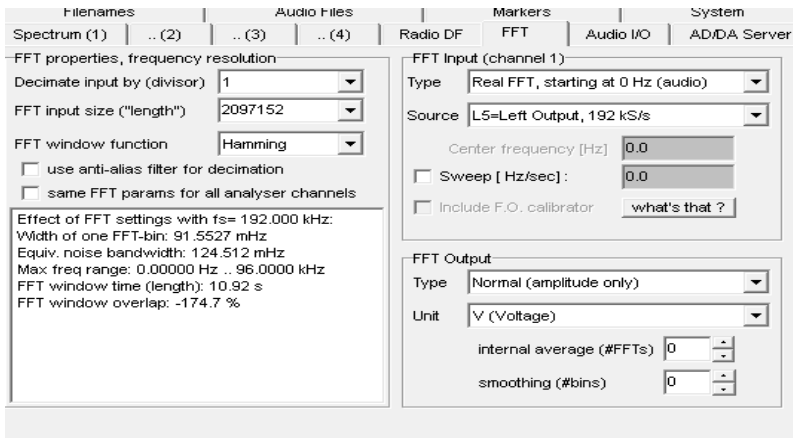 Filenames Audio Files Markers System
Spectrum (1) .. (2) .. (3) .. (4) Radio DF FFT Audio I/O AD/DA Server
FFT properties, frequency resolution
Decimate input by (divisor) 1
FFT input size ("length") 2097152
FFT window function Hamming
use anti-alias filter for decimation
same FFT params for all analyser channels
Effect of FFT settings with fs= 192.000 kHz:
Width of one FFT-bin: 91.5527 mHz
Equiv. noise bandwidth: 124.512 mHz
Max freq range: 0.00000 Hz .. 96.0000 kHz
FFT window time (length): 10.92 s
FFT window overlap: -174.7 %
FFT Input (channel 1)
Type Real FFT, starting at 0 Hz (audio)
Source L5=Left Output, 192 kS/s
Center frequency [Hz] 0.0
Sweep [ Hz/sec] : 0.0
Include F.O. calibrator what's that ?
FFT Output
Type Normal (amplitude only)
Unit V (Voltage)
internal average (#FFTs) 0
smoothing (#bins) 0